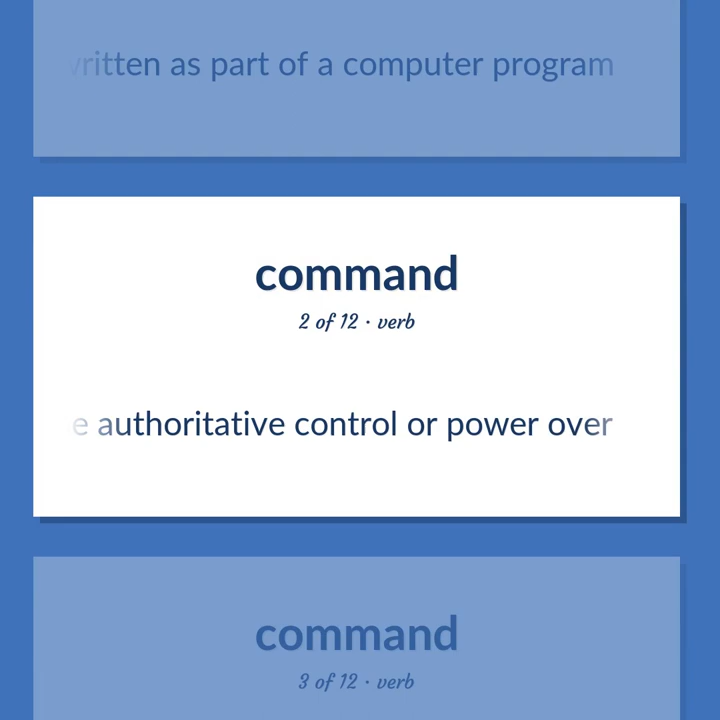 written as part of a computer program
command
2 of 12 · verb
e authoritative control or power over
command
3 of 12 · verb